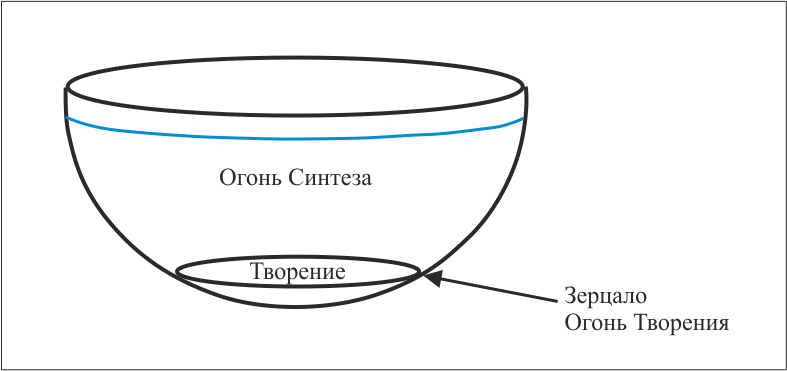 Огонь Синтеза
Творение
Зерцало
Огонь Творения